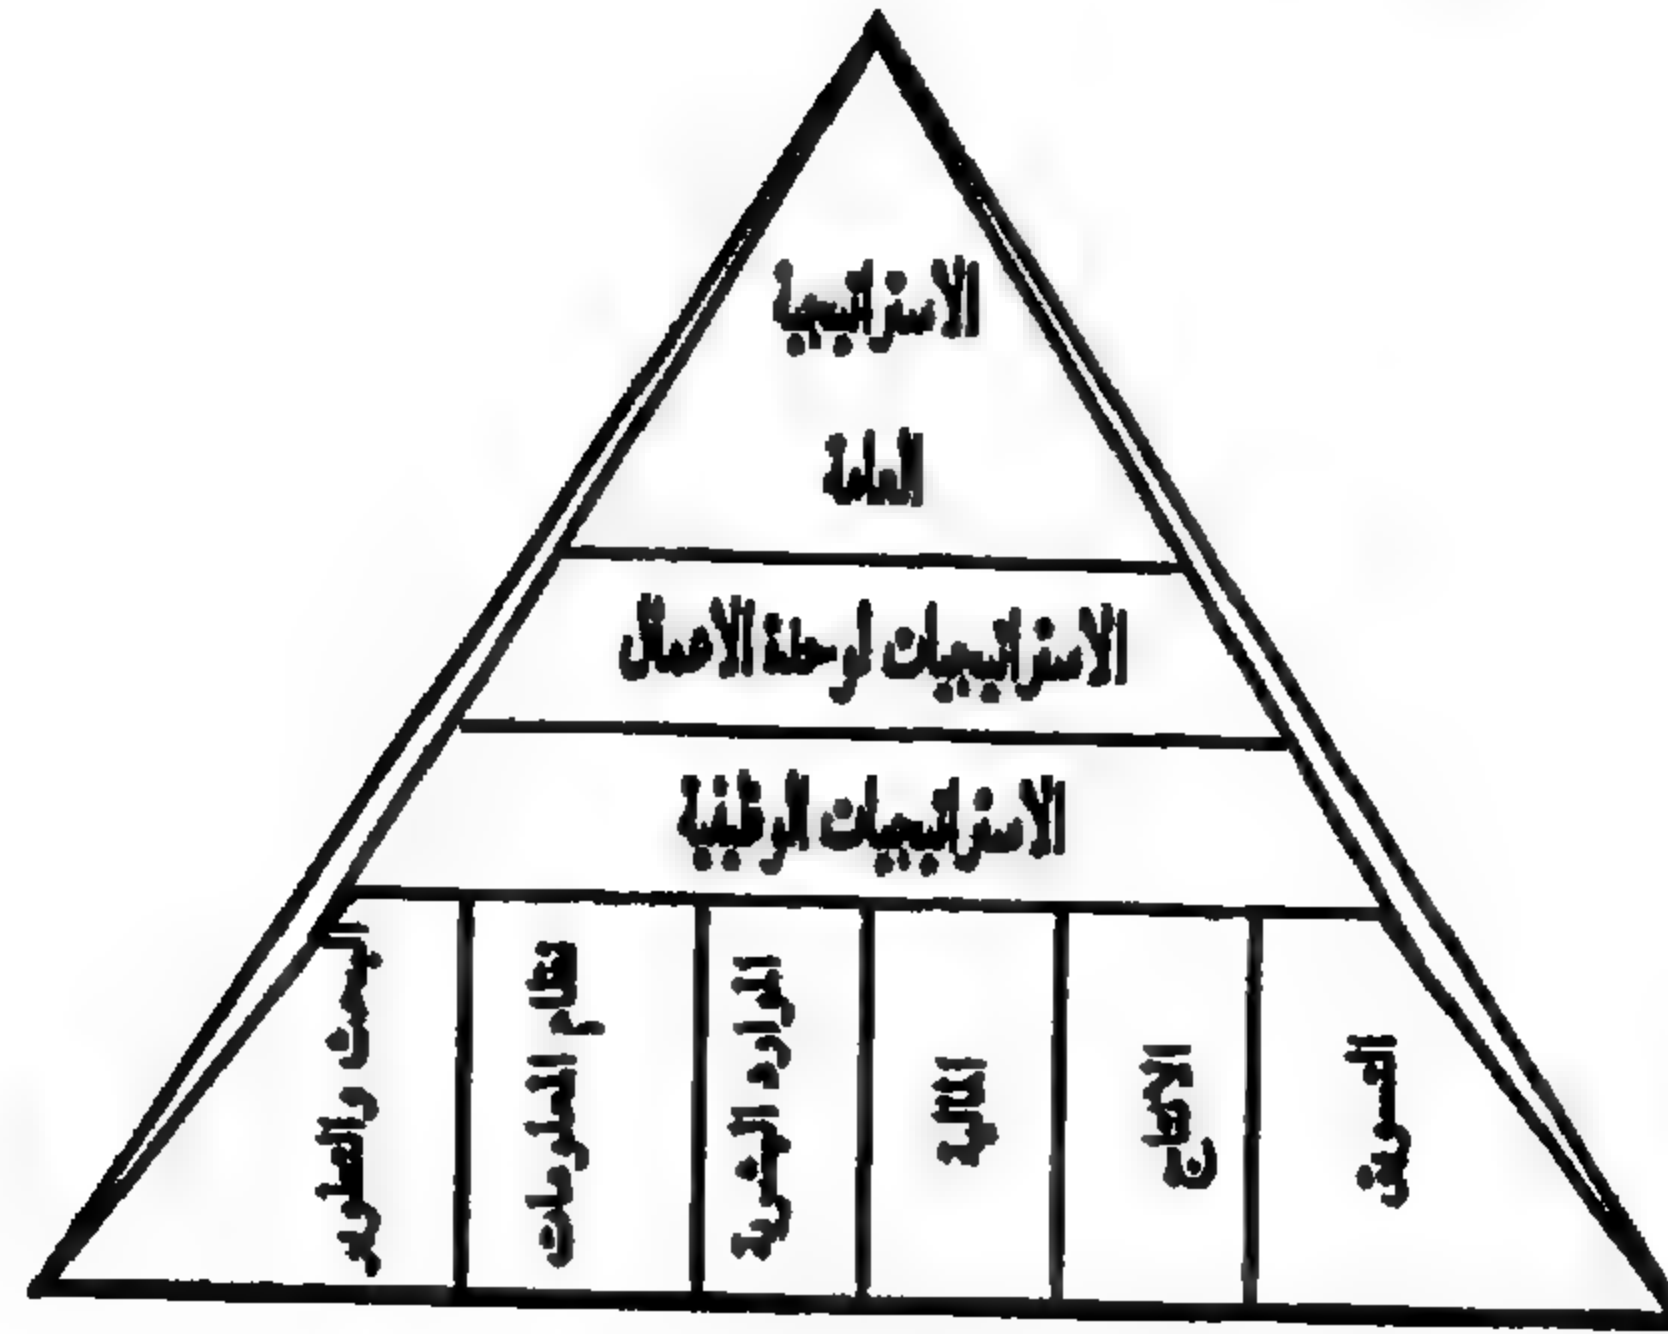 الاستراتيجية
العامة
الاستراتيجيات لوحدة الاعمال
الاستراتيجيات الوظيفية
التسويق
الانتاج
المالية
الموارد البشرية
نظام المعلومات
البحث والتطوير